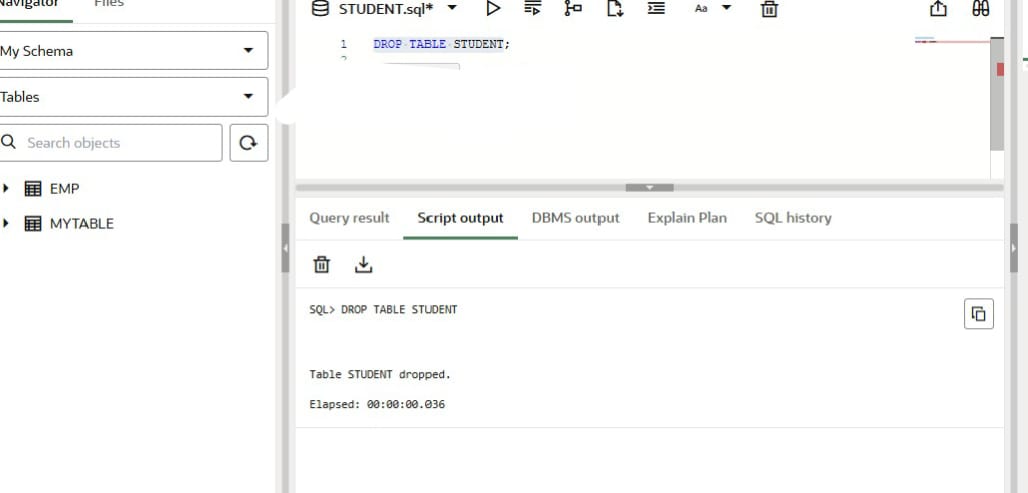 Navigator Files
My Schema
Tables
Search objects
EMP
MYTABLE
STUDENT.sql*
Aa
1 DROP TABLE STUDENT;
2
Query result Script output DBMS output Explain Plan SQL history
SQL> DROP TABLE STUDENT
Table STUDENT dropped.
Elapsed: 00:00:00.036